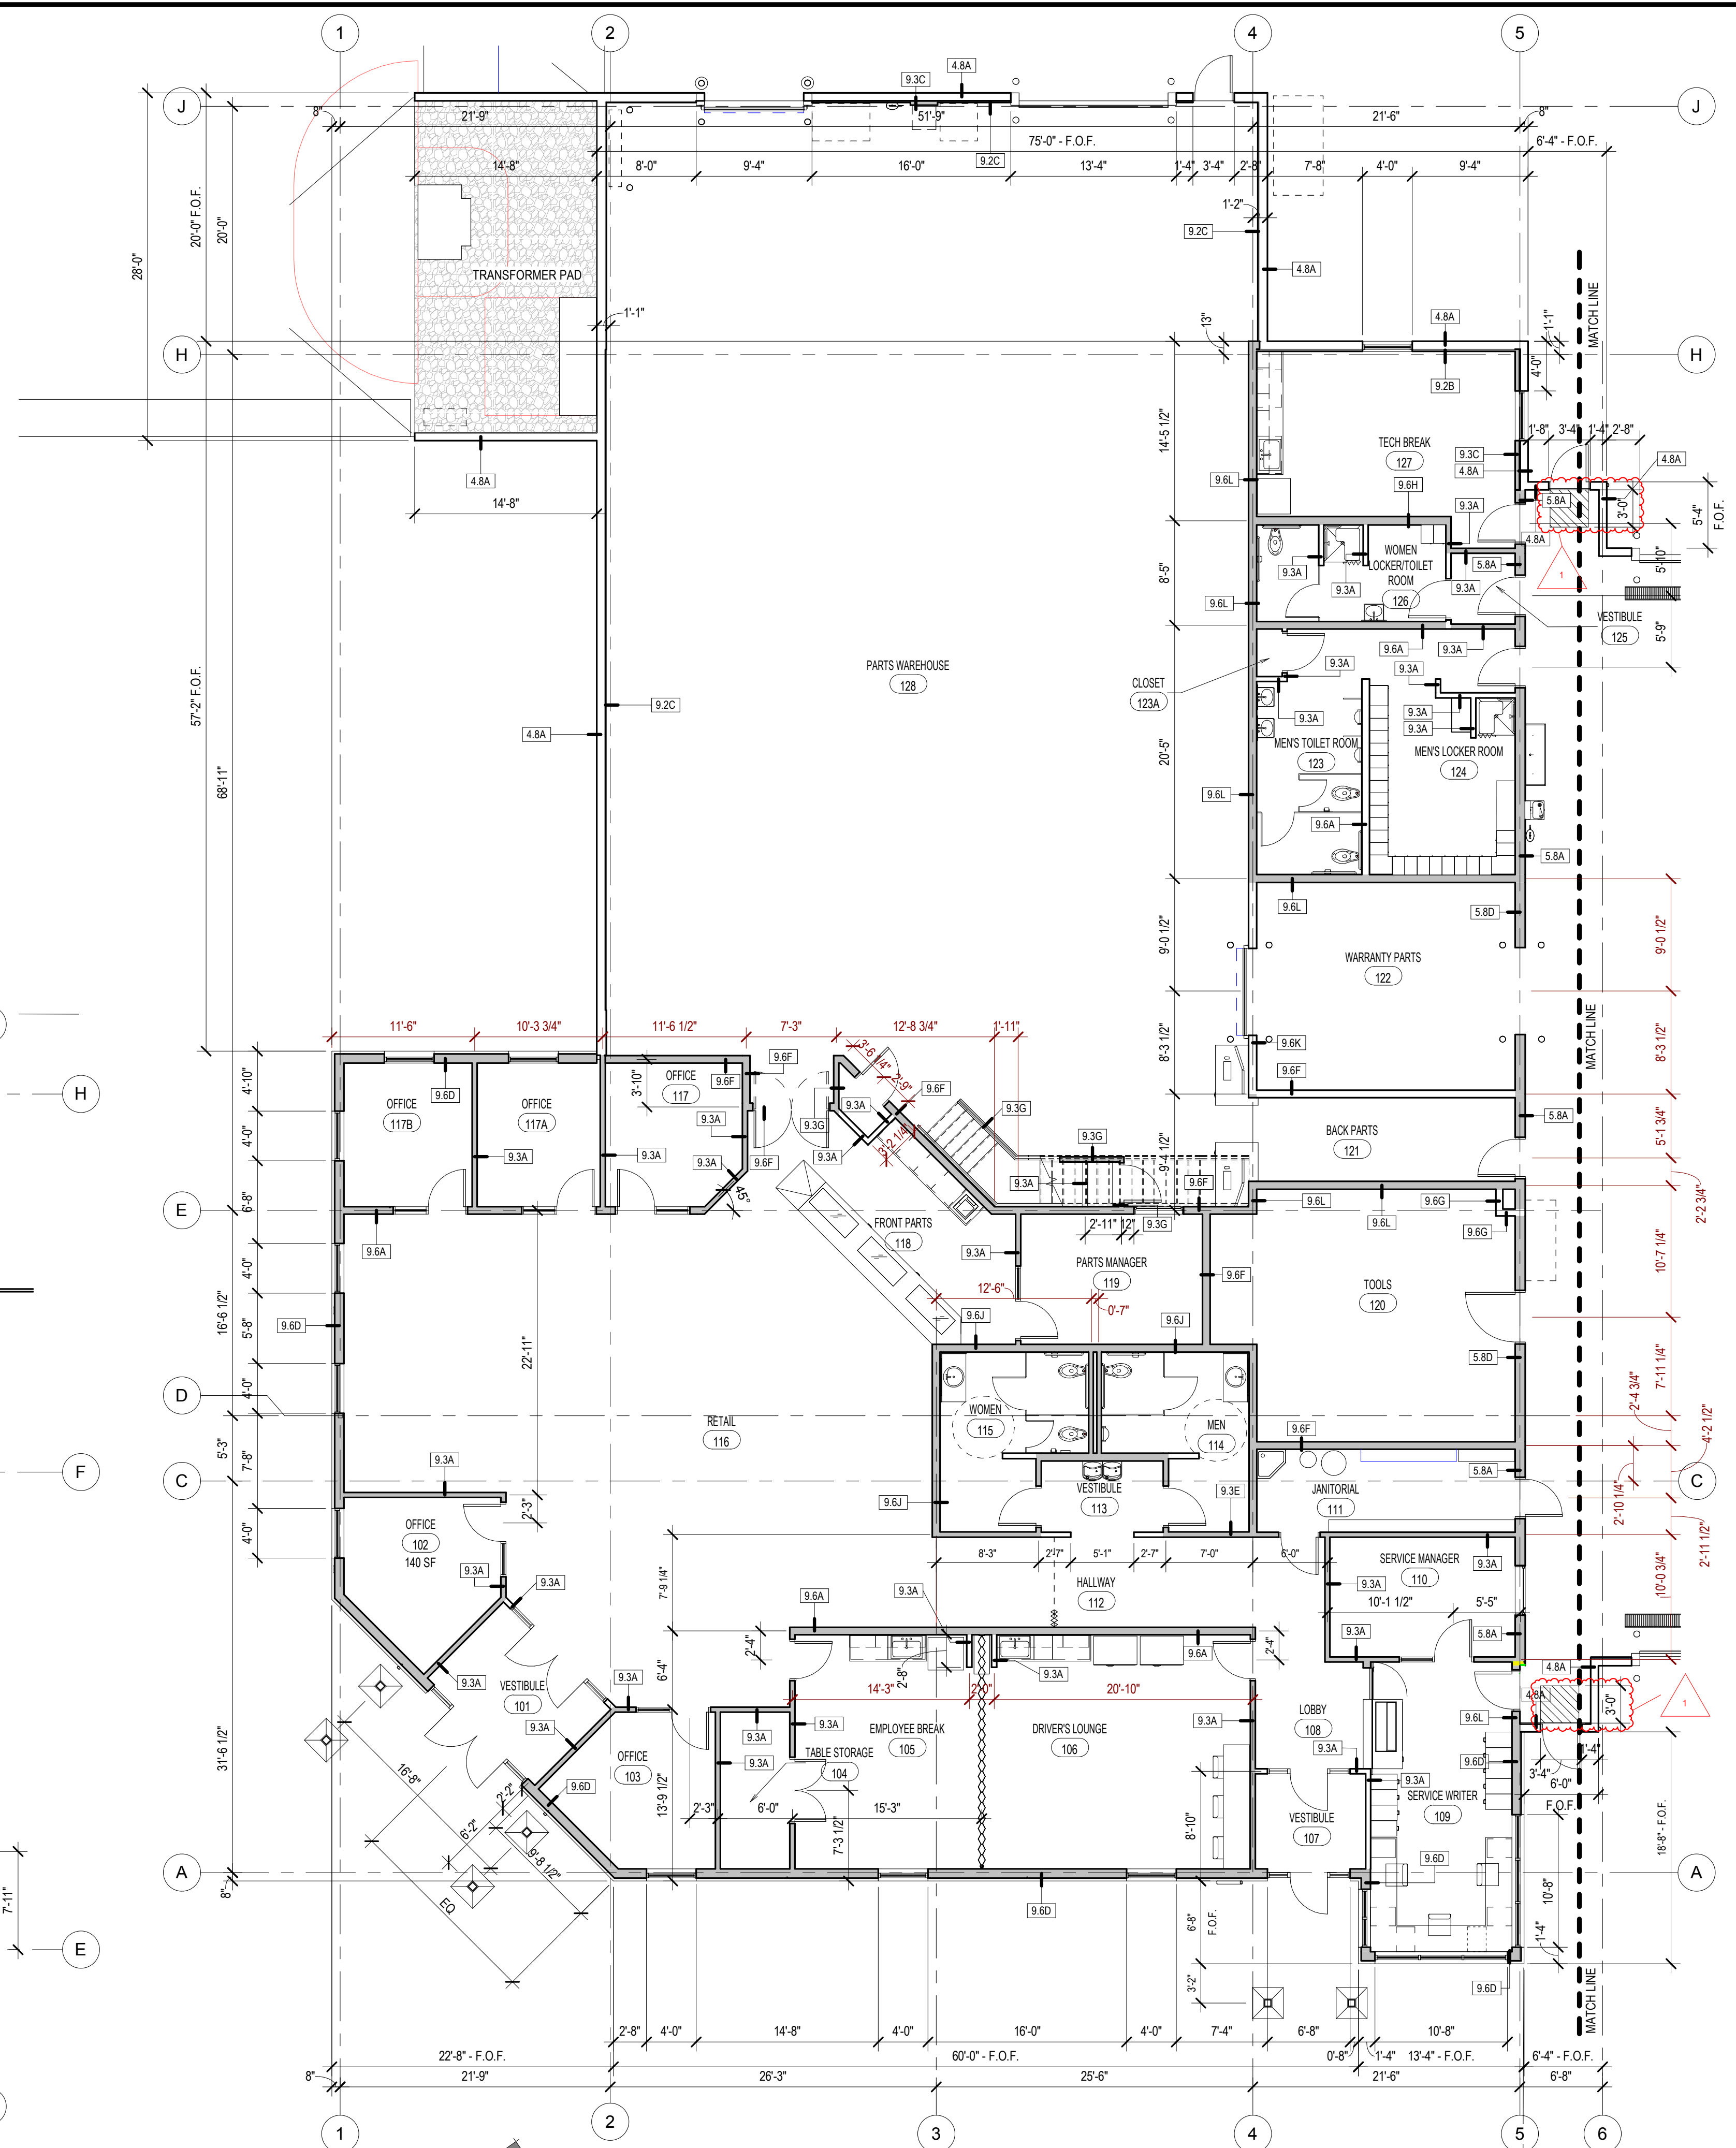 1
2
4
5
J
J
9.3C
4.8A
8"
21'-9"
51'-9"
21'-6"
8"
75'-0" - F.O.F.
6'-4" - F.O.F.
14'-8"
8'-0"
9'-4"
16'-0"
9.2C
13'-4"
1'-4"
3'-4"
2'-8"
7'-8"
4'-0"
9'-4"
1'-2"
9.2C
4.8A
20'-0" F.O.F.
20'-0"
28'-0"
TRANSFORMER PAD
1'-1"
13"
4.8A
1'-1"
MATCH LINE
H
H
9.2B
4'-0"
14'-5 1/2"
TECH BREAK
127
9.3C
4.8A
1'-8"
3'-4"
1'-4"
2'-8"
4.8A
4.8A
14'-8"
9.6L
9.6H
9.3A
5.8A
3'-0"
5'-4"
F.O.F.
4.8A
8'-5"
WOMEN
LOCKER/TOILET
ROOM
126
9.3A
9.3A
9.3A
5.8A
1
5'-10"
9.6L
VESTIBULE
125
5'-9"
9.6A
9.3A
57'-2" F.O.F.
68'-11"
PARTS WAREHOUSE
128
9.2C
4.8A
CLOSET
123A
9.3A
9.3A
9.3A
9.3A
9.3A
20'-5"
MEN'S TOILET ROOM
123
MEN'S LOCKER ROOM
124
9.6L
9.6A
5.8A
9.6L
5.8D
9'-0 1/2"
9'-0 1/2"
WARRANTY PARTS
122
MATCH LINE
8'-3 1/2"
8'-3 1/2"
9.6K
9.6F
11'-6"
10'-3 3/4"
11'-6 1/2"
7'-3"
12'-8 3/4"
1'-11"
3'-6 1/4"
2'-9"
4'-10"
OFFICE
117B
9.6D
OFFICE
117A
3'-10"
OFFICE
117
9.6F
9.6F
9.3G
9.3A
9.6F
9.3G
H
4'-0"
9.3A
9.3A
9.3A
9.3A
9.6F
9.3A
3'-2 1/4"
9.3G
9.3A
9'-4 1/2"
9.6F
BACK PARTS
121
5.8A
5'-1 3/4"
6'-8"
45°
E
9.6A
FRONT PARTS
118
9.3A
2'-11"
12"
9.3G
9.6L
9.6L
9.6G
9.6G
2'-2 3/4"
4'-0"
PARTS MANAGER
119
9.6F
TOOLS
120
10'-7 1/4"
16'-6 1/2"
5'-8"
9.6D
22'-11"
12'-6"
0'-7"
9.6J
9.6J
5.8D
7'-11 1/4"
D
4'-0"
RETAIL
116
WOMEN
115
MEN
114
2'-4 3/4"
4'-2 1/2"
9.6F
F
C
5'-3"
7'-8"
9.3A
VESTIBULE
113
5.8A
JANITORIAL
111
C
2'-3"
9.6J
9.3E
2'-10 1/4"
OFFICE
102
140 SF
4'-0"
7'-9 1/4"
8'-3"
2'-7"
5'-1"
2'-7"
7'-0"
6'-0"
SERVICE MANAGER
110
9.3A
2'-11 1/2"
10'-0 3/4"
9.3A
9.3A
9.6A
9.3A
HALLWAY
112
9.3A
10'-1 1/2"
5'-5"
2'-4"
2'-8"
9.3A
9.6A
2'-4"
9.3A
5.8A
4.8A
9.3A
VESTIBULE
101
9.3A
6'-4"
14'-3"
2'-0"
20'-10"
4.8A
3'-0"
1
9.3A
9.3A
9.3A
EMPLOYEE BREAK
105
DRIVER'S LOUNGE
106
9.3A
LOBBY
108
9.6L
OFFICE
103
9.3A
TABLE STORAGE
104
9.3A
9.6D
1'-4"
3'-4"
6'-0"
F.O.F.
31'-6 1/2"
16'-8"
2'-2"
9.6D
13'-9 1/2"
2'-3"
6'-0"
15'-3"
7'-3 1/2"
8'-10"
VESTIBULE
107
9.3A
SERVICE WRITER
109
6'-2"
9'-8 1/2"
EQ
18'-8" - F.O.F.
A
A
8"
9.6D
10'-8"
7'-11"
E
9.6D
6'-8"
F.O.F.
1'-4"
3'-2"
9.6D
MATCH LINE
2'-8"
4'-0"
14'-8"
4'-0"
16'-0"
4'-0"
7'-4"
6'-8"
10'-8"
22'-8" - F.O.F.
60'-0" - F.O.F.
0'-8"
1'-4"
13'-4" - F.O.F.
6'-4" - F.O.F.
8"
21'-9"
26'-3"
25'-6"
21'-6"
6'-8"
1
2
3
4
5
6